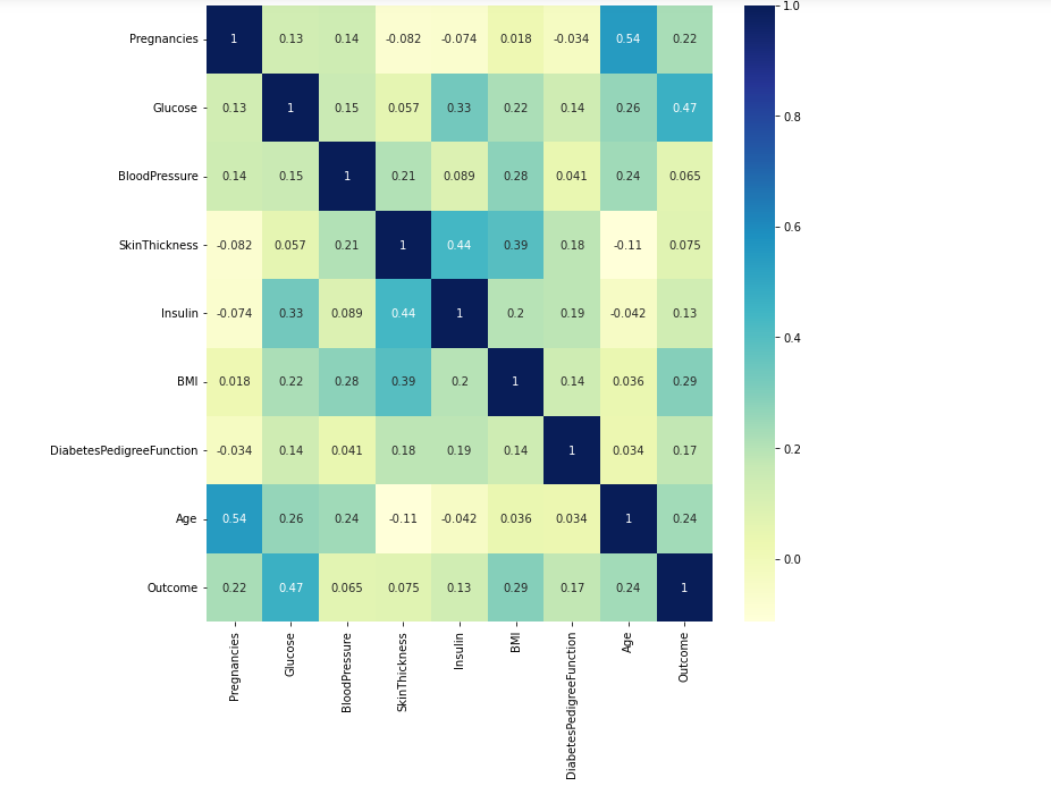 Pregnancies 1 0.13 0.14 -0.082 -0.074 0.018 -0.034 0.54 0.22
Glucose 0.13 1 0.15 0.057 0.33 0.22 0.14 0.26 0.47
BloodPressure 0.14 0.15 1 0.21 0.089 0.28 0.041 0.24 0.065
SkinThickness -0.082 0.057 0.21 1 0.44 0.39 0.18 -0.11 0.075
Insulin -0.074 0.33 0.089 0.44 1 0.2 0.19 -0.042 0.13
BMI 0.018 0.22 0.28 0.39 0.2 1 0.14 0.036 0.29
DiabetesPedigreeFunction -0.034 0.14 0.041 0.18 0.19 0.14 1 0.034 0.17
Age 0.54 0.26 0.24 -0.11 -0.042 0.036 0.034 1 0.24
Outcome 0.22 0.47 0.065 0.075 0.13 0.29 0.17 0.24 1
Pregnancies
Glucose
BloodPressure
SkinThickness
Insulin
BMI
DiabetesPedigreeFunction
Age
Outcome
1.0
0.8
0.6
0.4
0.2
0.0